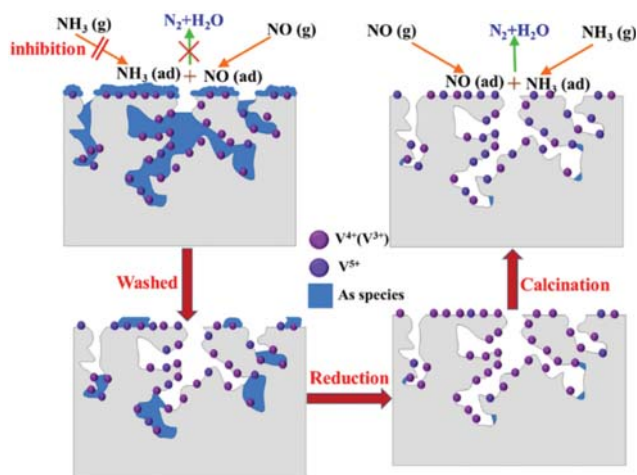 NH₃ (g)
inhibition
N₂+H₂O
NO (g)
NH₃ (ad) + NO (ad)
NO (g)
N₂+H₂O
NH₃ (g)
NO (ad) + NH₃ (ad)
V⁴⁺(V³⁺)
V⁵⁺
As species
Washed
Calcination
Reduction